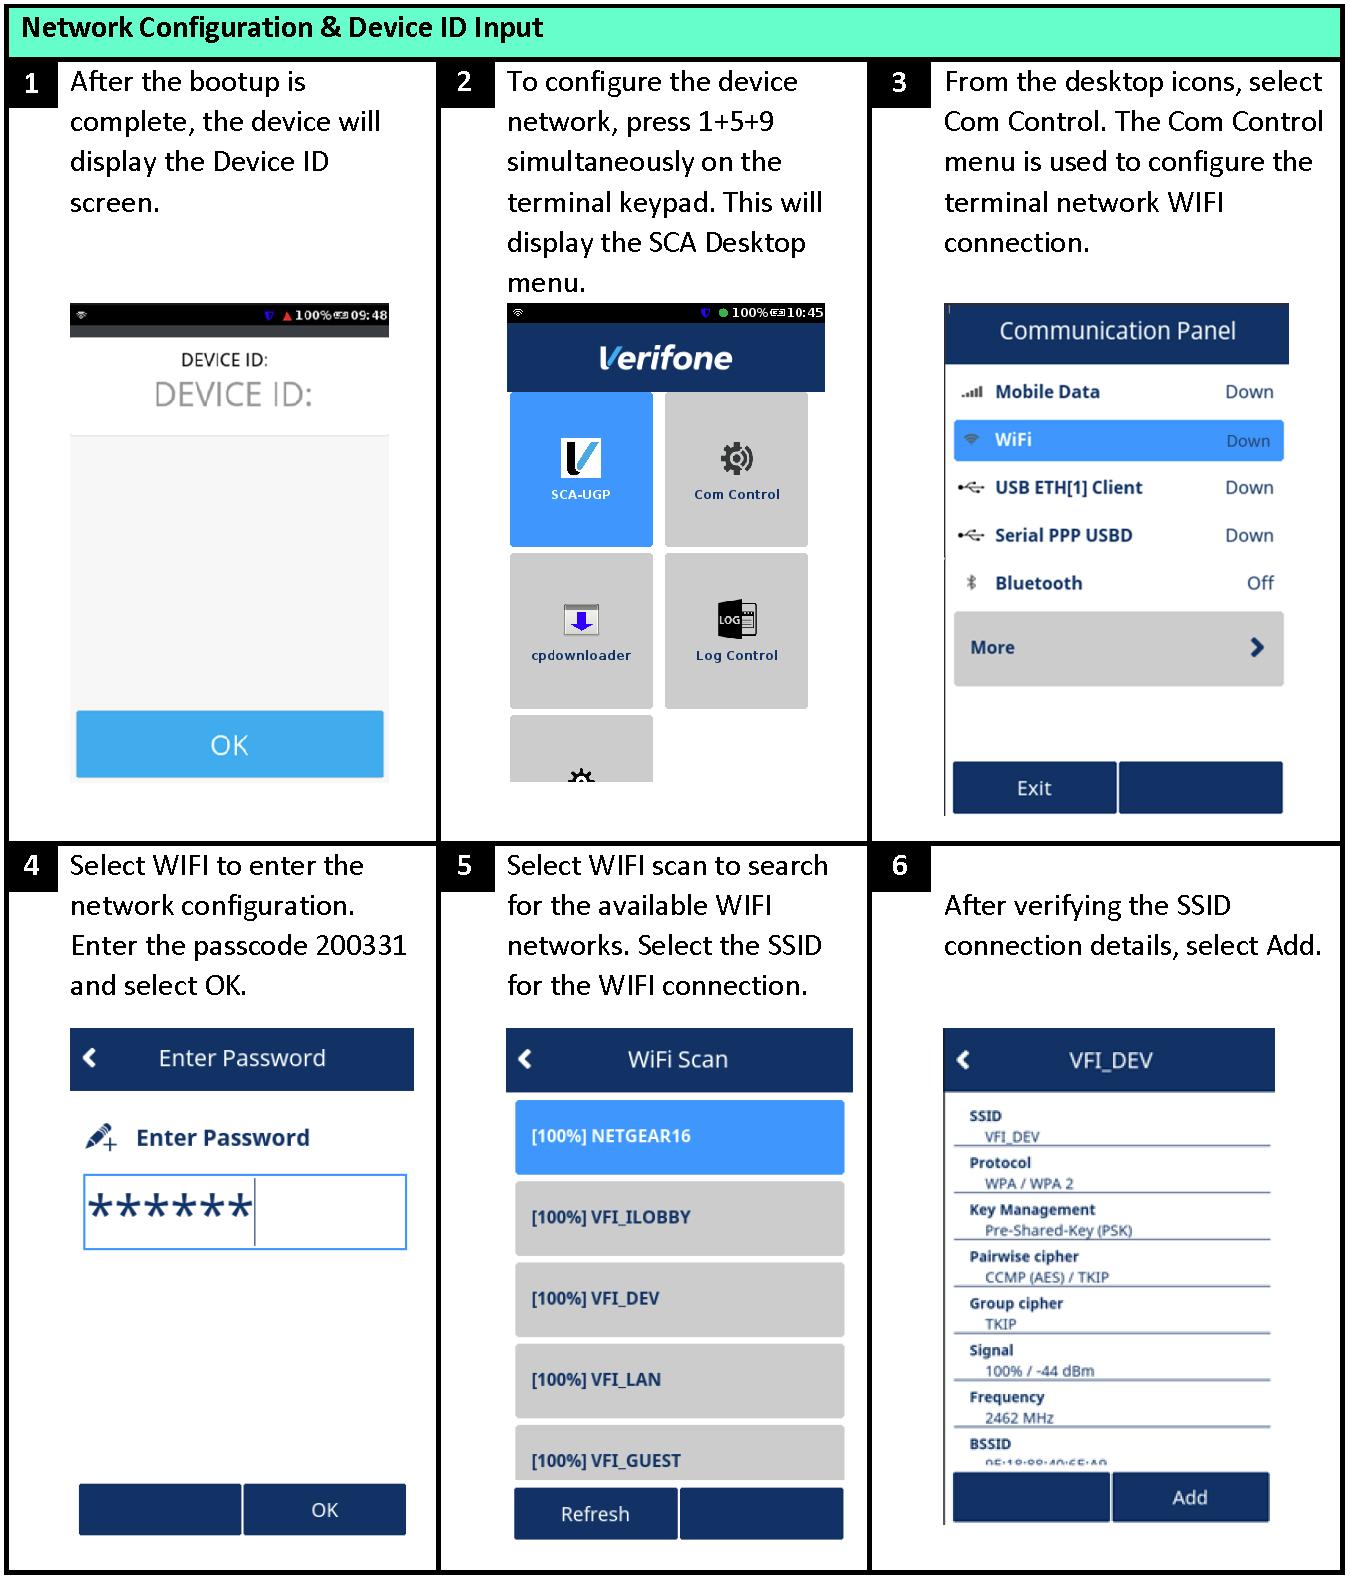 Network Configuration & Device ID Input
1
After the bootup is
complete, the device will
display the Device ID
screen.
100% 09:48
DEVICE ID:
DEVICE ID:
OK
2
To configure the device
network, press 1+5+9
simultaneously on the
terminal keypad. This will
display the SCA Desktop
menu.
100% 10:45
Verifone
SCA-UGP
Com Control
cpdownloader
LOG
Log Control
3
From the desktop icons, select
Com Control. The Com Control
menu is used to configure the
terminal network WIFI
connection.
Communication Panel
Mobile Data Down
WiFi Down
USB ETH[1] Client Down
Serial PPP USBD Down
Bluetooth Off
More
Exit
4
Select WIFI to enter the
network configuration.
Enter the passcode 200331
and select OK.
Enter Password
Enter Password
******
OK
5
Select WIFI scan to search
for the available WIFI
networks. Select the SSID
for the WIFI connection.
WiFi Scan
[100%] NETGEAR16
[100%] VFI_ILOBBY
[100%] VFI_DEV
[100%] VFI_LAN
[100%] VFI_GUEST
Refresh
6
After verifying the SSID
connection details, select Add.
VFI_DEV
SSID
VFI_DEV
Protocol
WPA / WPA 2
Key Management
Pre-Shared-Key (PSK)
Pairwise cipher
CCMP (AES) / TKIP
Group cipher
TKIP
Signal
100% / -44 dBm
Frequency
2462 MHz
BSSID
Add